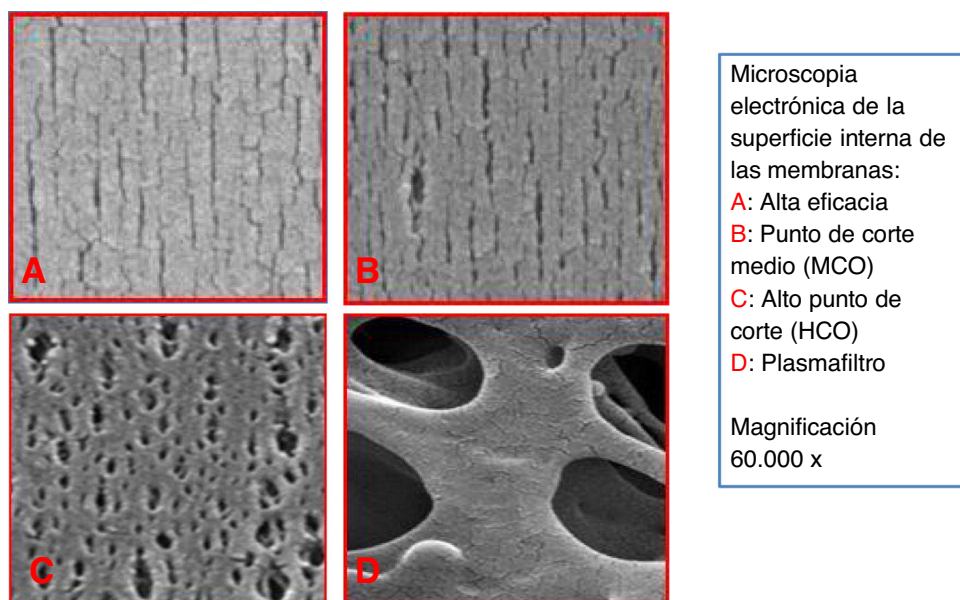 A
B
C
D
Microscopia
electrónica de la
superficie interna de
las membranas:
A: Alta eficacia
B: Punto de corte
medio (MCO)
C: Alto punto de
corte (HCO)
D: Plasmafiltro
Magnificación
60.000 x